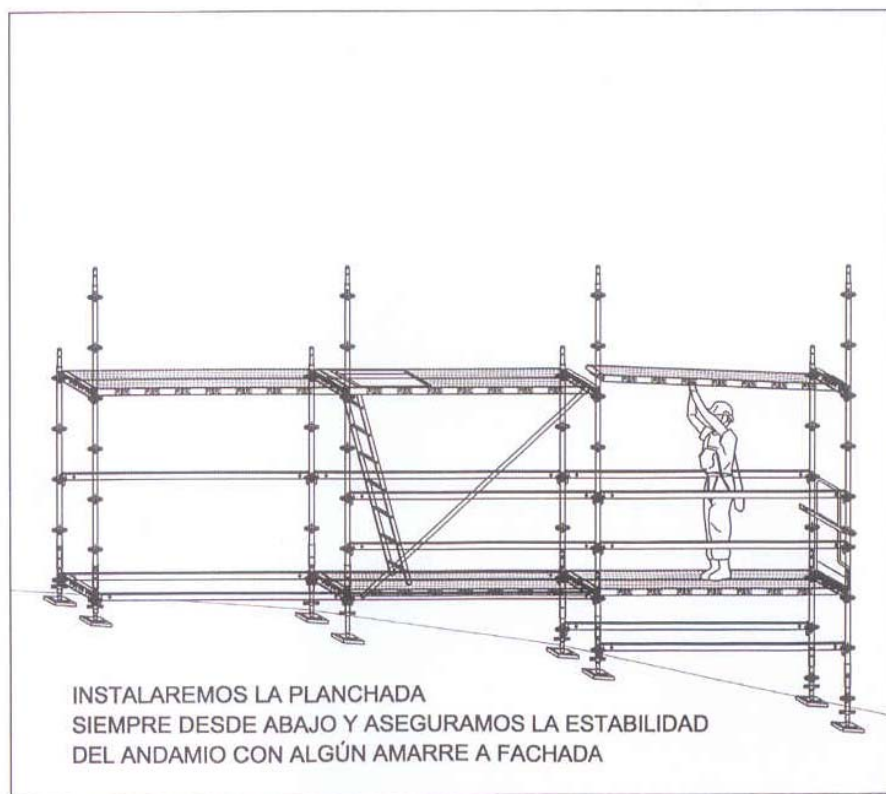 INSTALAREMOS LA PLANCHADA
SIEMPRE DESDE ABAJO Y ASEGURAMOS LA ESTABILIDAD
DEL ANDAMIO CON ALGÚN AMARRE A FACHADA